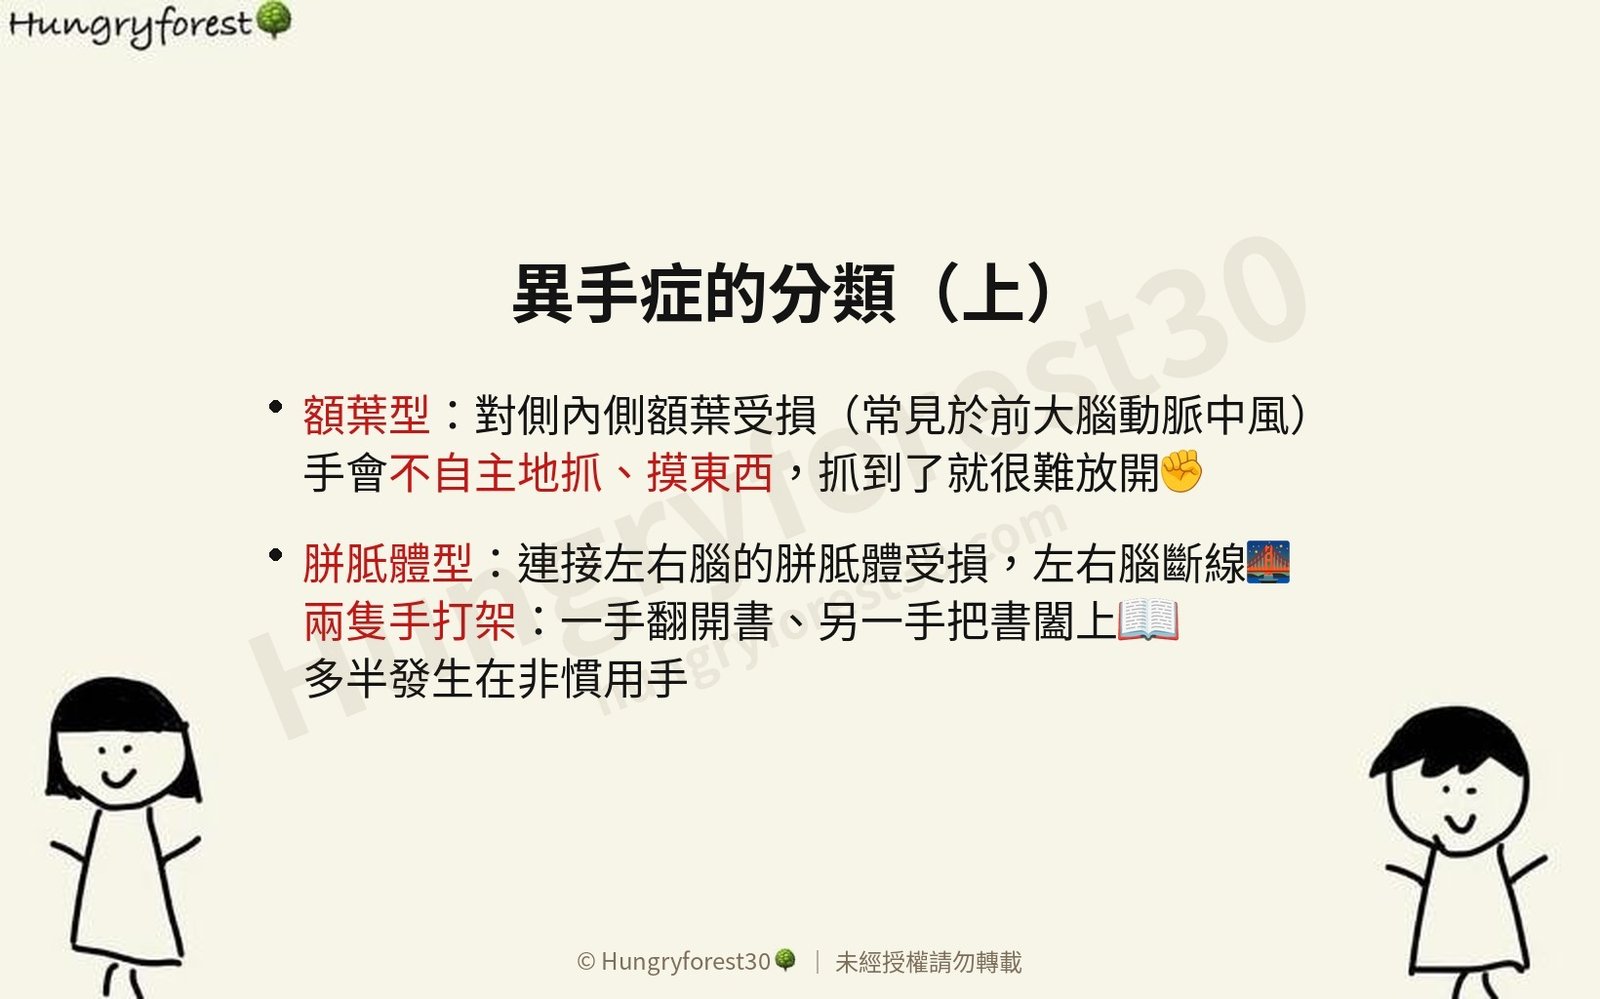 Hungryforest
異手症的分類（上）
• 額葉型：對側內側額葉受損（常見於前大腦動脈中風）
手會不自主地抓、摸東西，抓到了就很難放開✊
• 胼胝體型：連接左右腦的胼胝體受損，左右腦斷線🌉
兩隻手打架：一手翻開書、另一手把書闔上📖
多半發生在非慣用手
Hungryforest30
hungryforest30.com
© Hungryforest30🌳 ｜ 未經授權請勿轉載